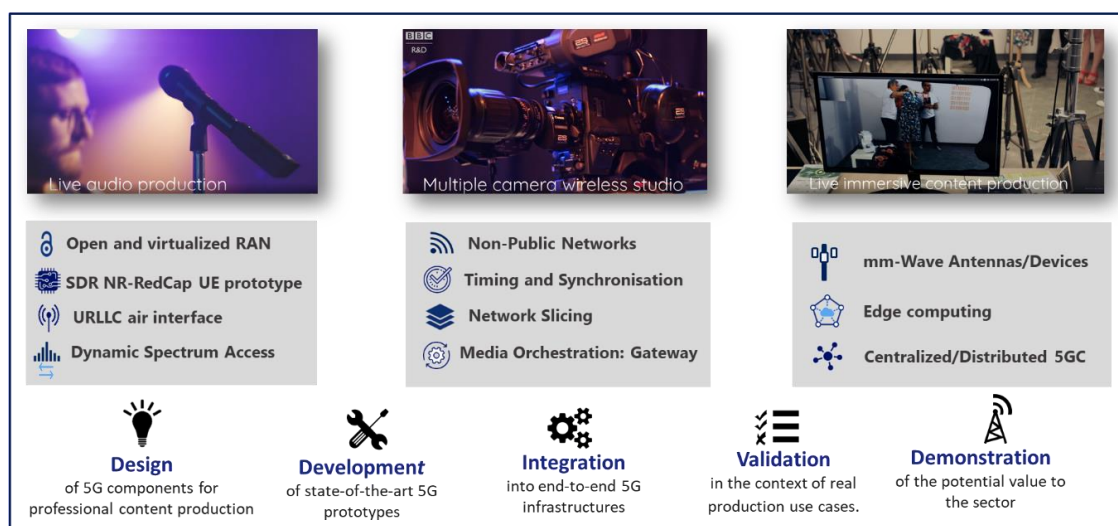 Live audio production
BBC
R&D
Multiple camera wireless studio
Live immersive content production
Open and virtualized RAN
SDR NR-RedCap UE prototype
URLLC air interface
Dynamic Spectrum Access
Non-Public Networks
Timing and Synchronisation
Network Slicing
Media Orchestration: Gateway
mm-Wave Antennas/Devices
Edge computing
Centralized/Distributed 5GC
Design
of 5G components for
professional content production
Development
of state-of-the-art 5G
prototypes
Integration
into end-to-end 5G
infrastructures
Validation
in the context of real
production use cases.
Demonstration
of the potential value to
the sector